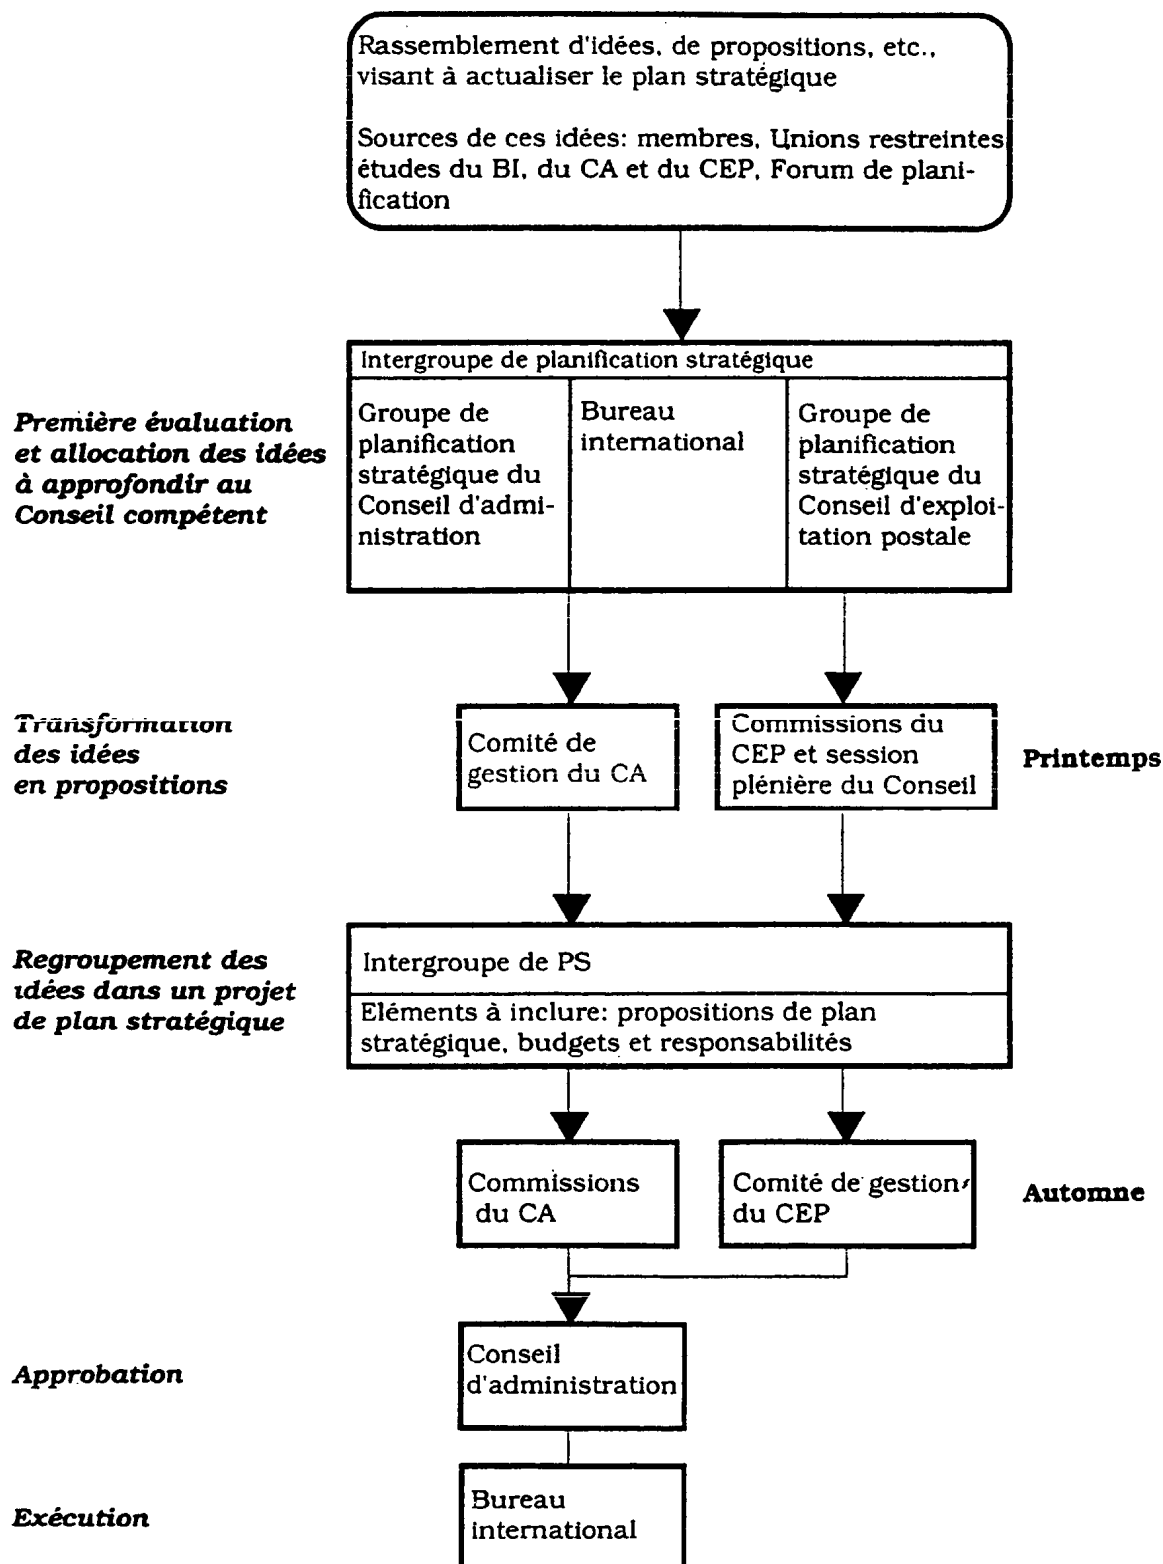 Rassemblement d'idées, de propositions, etc.,
visant à actualiser le plan stratégique
Sources de ces idées: membres, Unions restreintes
études du BI, du CA et du CEP, Forum de plani-
fication
Intergroupe de planification stratégique
Première évaluation
et allocation des idées
à approfondir au
Conseil compétent
Groupe de
planification
stratégique du
Conseil d'admi-
nistration
Bureau
international
Groupe de
planification
stratégique du
Conseil d'exploi-
tation postale
Transformation
des idées
en propositions
Comité de
gestion du CA
Commissions du
CEP et session
plénière du Conseil
Printemps
Regroupement des
idées dans un projet
de plan stratégique
Intergroupe de PS
Eléments à inclure: propositions de plan
stratégique, budgets et responsabilités
Commissions
du CA
Comité de gestion
du CEP
Automne
Approbation
Conseil
d'administration
Exécution
Bureau
international